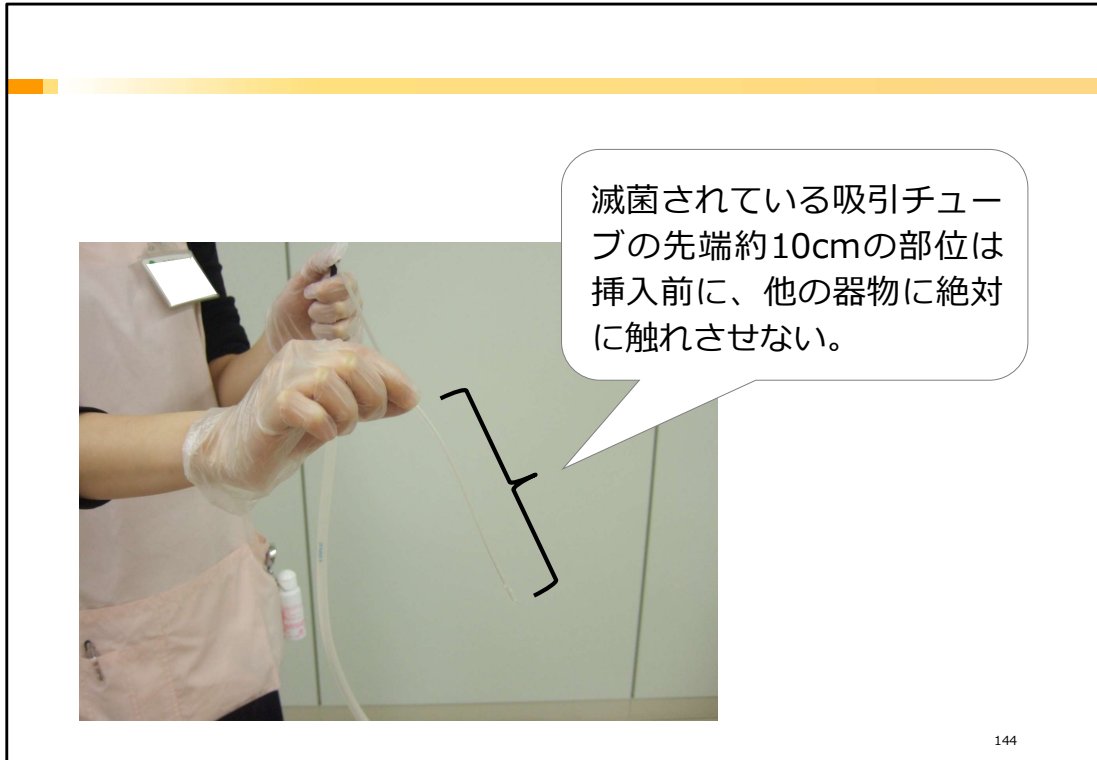 滅菌されている吸引チュー
ブの先端約10cmの部位は
挿入前に、他の器物に絶対
に触れさせない。
144